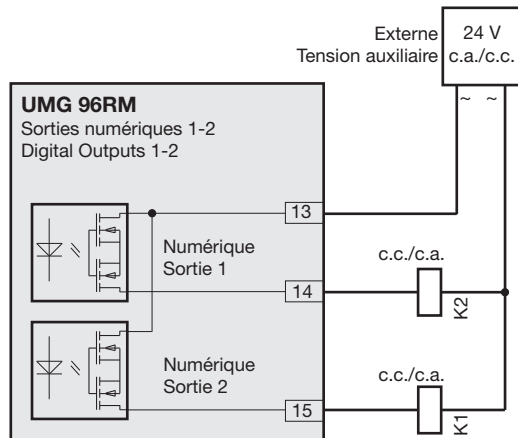 Externe
Tension auxiliaire
24 V
c.a./c.c.
~ ~
UMG 96RM
Sorties numériques 1-2
Digital Outputs 1-2
13
Numérique
Sortie 1
c.c./c.a.
14
K2
Numérique
Sortie 2
c.c./c.a.
15
K1